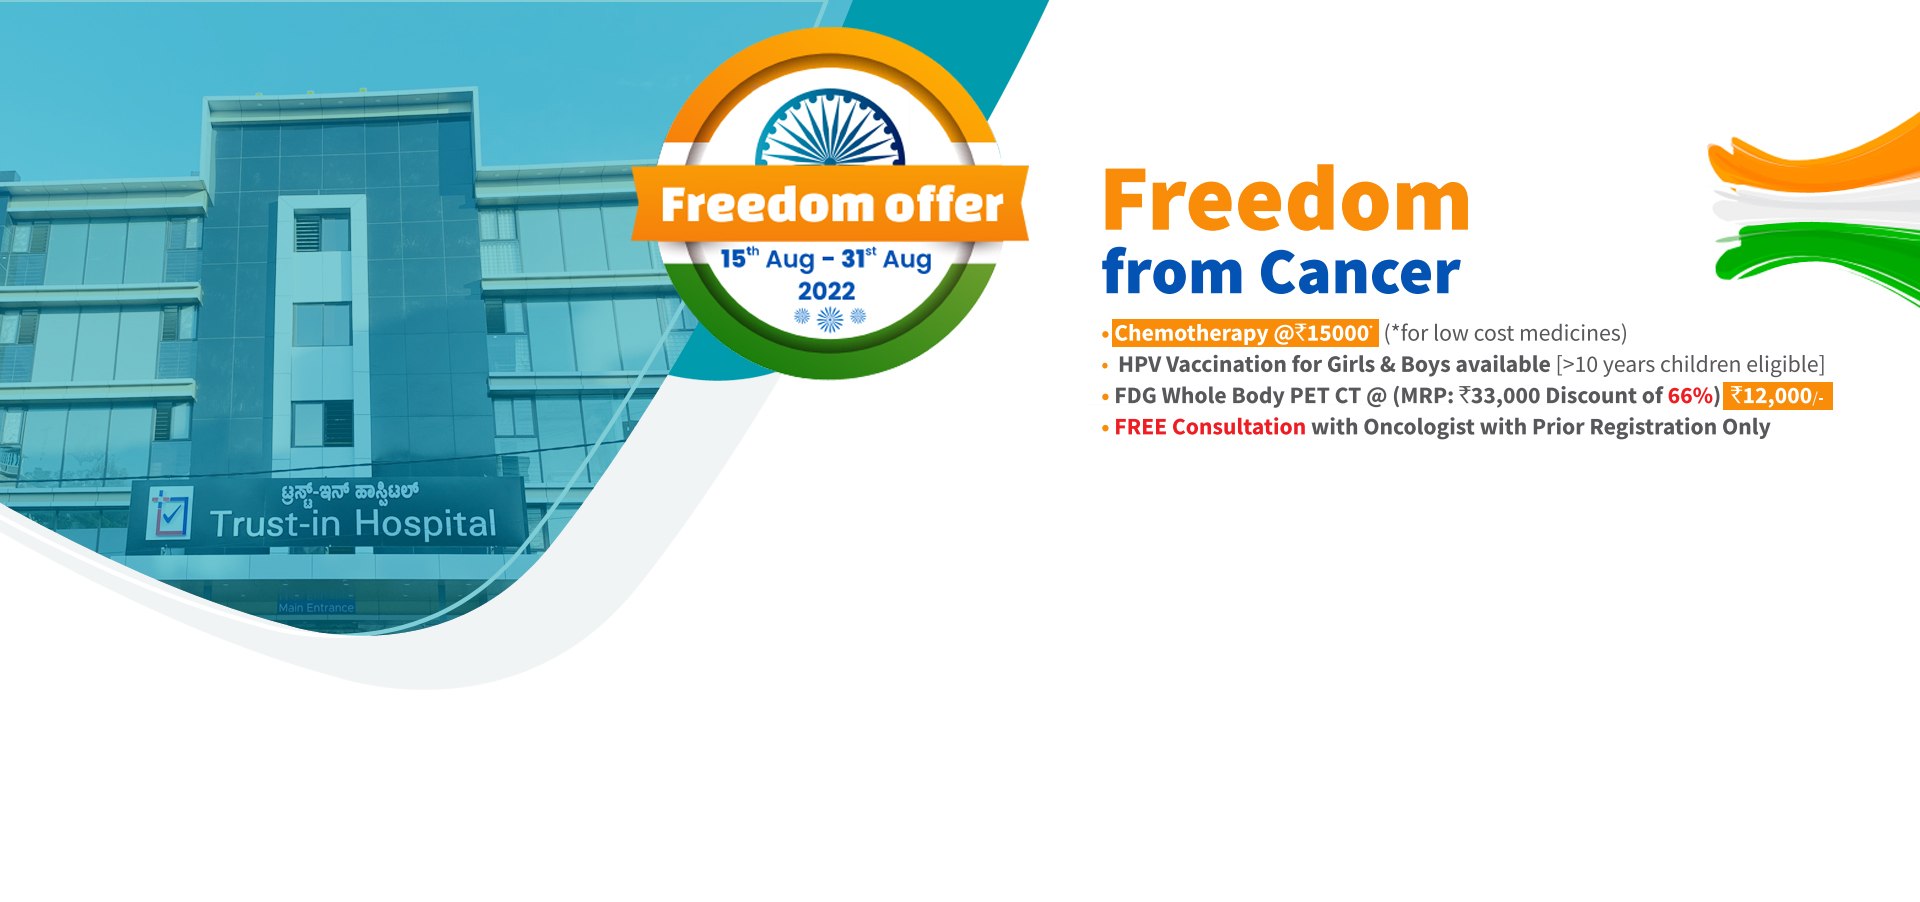 Freedom offer
15th Aug - 31st Aug
2022
Freedom
from Cancer
• Chemotherapy @₹15000* (*for low cost medicines)
• HPV Vaccination for Girls & Boys available [>10 years children eligible]
• FDG Whole Body PET CT @ (MRP: ₹33,000 Discount of 66%) ₹12,000/-
• FREE Consultation with Oncologist with Prior Registration Only
ಟ್ರಸ್ಟ್-ಇನ್ ಹಾಸ್ಪಿಟಲ್
Trust-in Hospital
Main Entrance